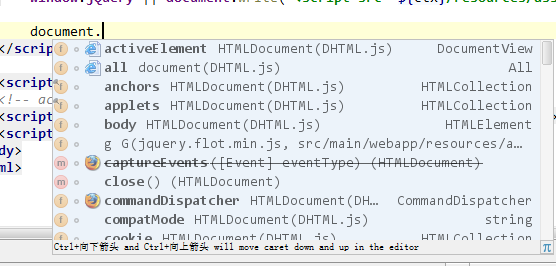 window.jQuery || document.write('<script src="${ctx}/resources/ass
document.
</script
activeElement HTMLDocument(DHTML.js) DocumentView
all document(DHTML.js) All
<script
anchors HTMLDocument(DHTML.js) HTMLCollection
<!-- ac
applets HTMLDocument(DHTML.js) HTMLCollection
<script
body HTMLDocument(DHTML.js) HTMLElement
<script
g G(jquery.flot.min.js, src/main/webapp/resources/a…
dy>
captureEvents([Event] eventType) (HTMLDocument)
ml>
close() (HTMLDocument)
commandDispatcher HTMLDocument(DH… CommandDispatcher
compatMode HTMLDocument(DHTML.js) string
cookie HTMLDocument(DHTML.js) string
Ctrl+向下箭头 and Ctrl+向上箭头 will move caret down and up in the editor
π